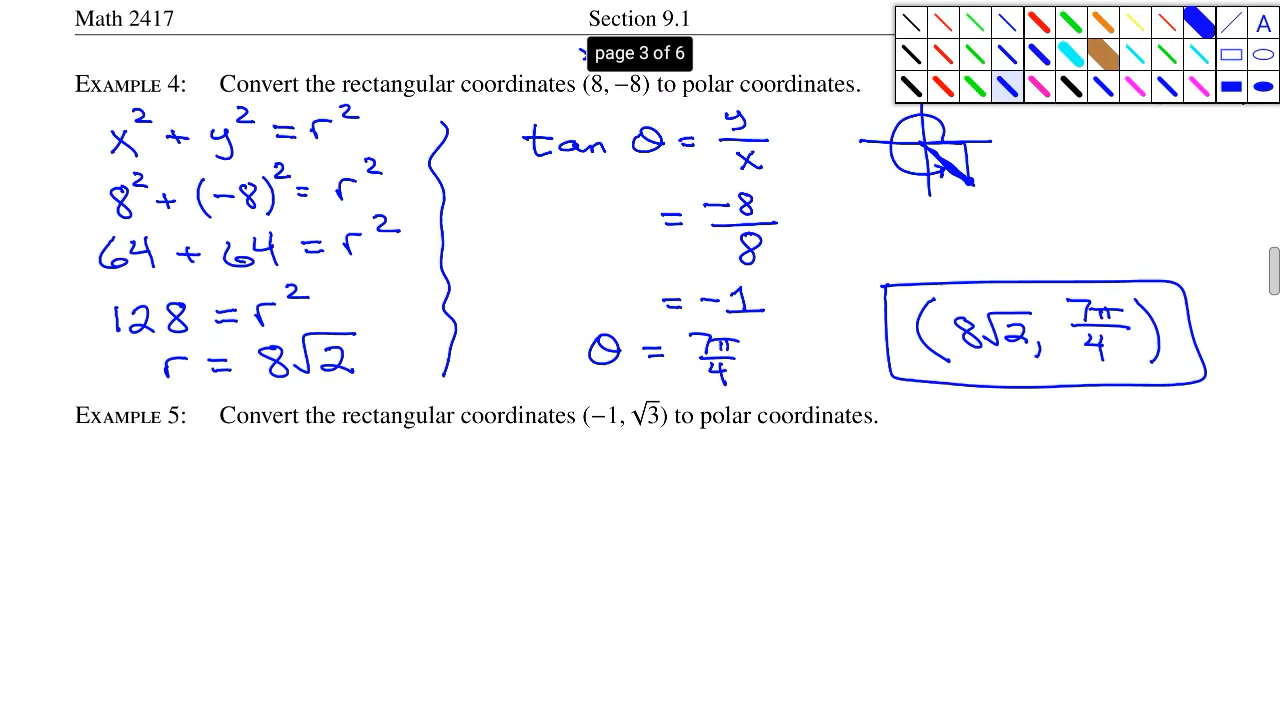 Math 2417 Section 9.1
page 3 of 6
EXAMPLE 4: Convert the rectangular coordinates (8, −8) to polar coordinates.
x² + y² = r²
8² + (−8)² = r²
64 + 64 = r²
128 = r²
r = 8√2
tan θ = y/x
= −8/8
= −1
θ = 7π/4
(8√2, 7π/4)
EXAMPLE 5: Convert the rectangular coordinates (−1, √3) to polar coordinates.
A